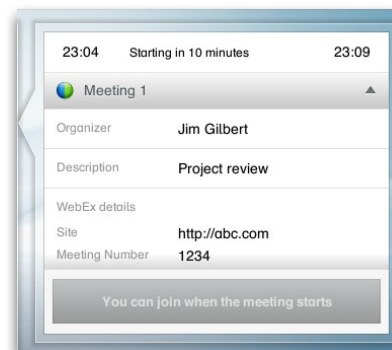 23:04 Starting in 10 minutes 23:09
Meeting 1
Organizer Jim Gilbert
Description Project review
WebEx details
Site http://abc.com
Meeting Number 1234
You can join when the meeting starts